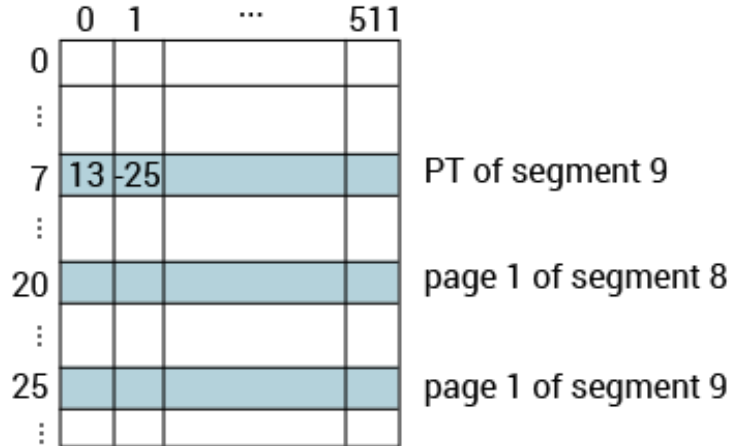 0 1 ... 511
0
⋮
7 13 -25 PT of segment 9
⋮
20 page 1 of segment 8
⋮
25 page 1 of segment 9
⋮